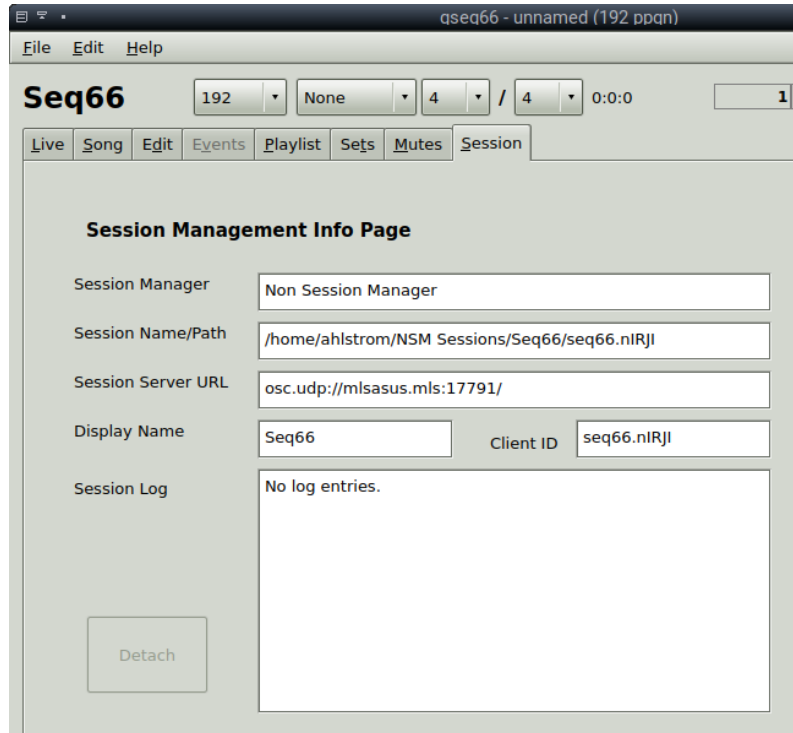 qseq66 - unnamed (192 ppqn)
File Edit Help
Seq66 192 None 4 / 4 0:0:0 1
Live Song Edit Events Playlist Sets Mutes Session
Session Management Info Page
Session Manager Non Session Manager
Session Name/Path /home/ahlstrom/NSM Sessions/Seq66/seq66.nIRJI
Session Server URL osc.udp://mlsasus.mls:17791/
Display Name Seq66 Client ID seq66.nIRJI
Session Log No log entries.
Detach